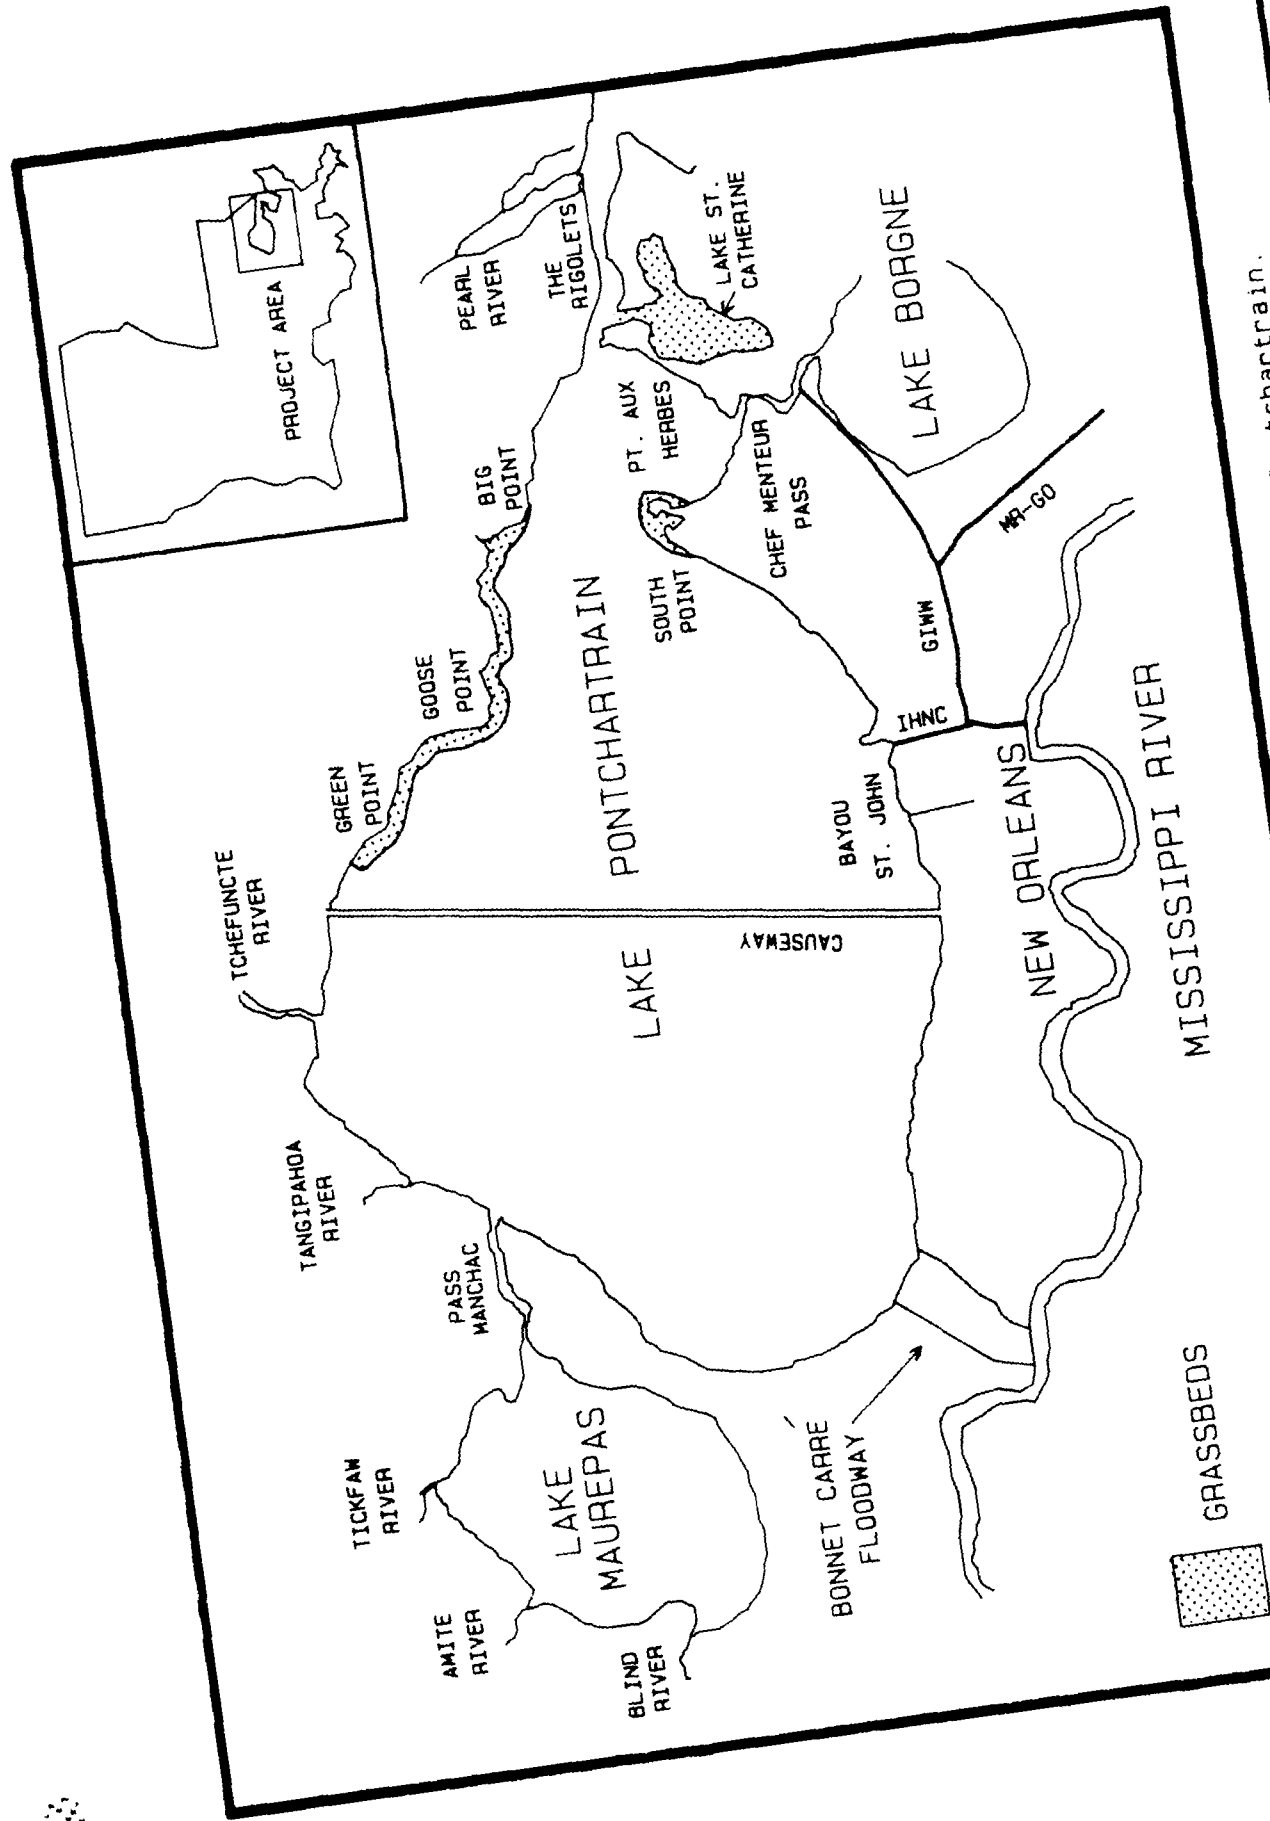 PROJECT AREA
PEARL
RIVER
THE
RIGOLETS
LAKE ST.
CATHERINE
LAKE BORGNE
BIG
POINT
PT. AUX
HERBES
CHEF MENTEUR
PASS
MR-GO
GOOSE
POINT
SOUTH
POINT
GIWW
GREEN
POINT
IHNC
BAYOU
ST. JOHN
TCHEFUNCTE
RIVER
LAKE PONTCHARTRAIN
CAUSEWAY
NEW ORLEANS
MISSISSIPPI RIVER
TANGIPAHOA
RIVER
PASS
MANCHAC
TICKFAW
RIVER
LAKE
MAUREPAS
AMITE
RIVER
BLIND
RIVER
BONNET CARRÉ
FLOODWAY
GRASSBEDS
tchartrain.